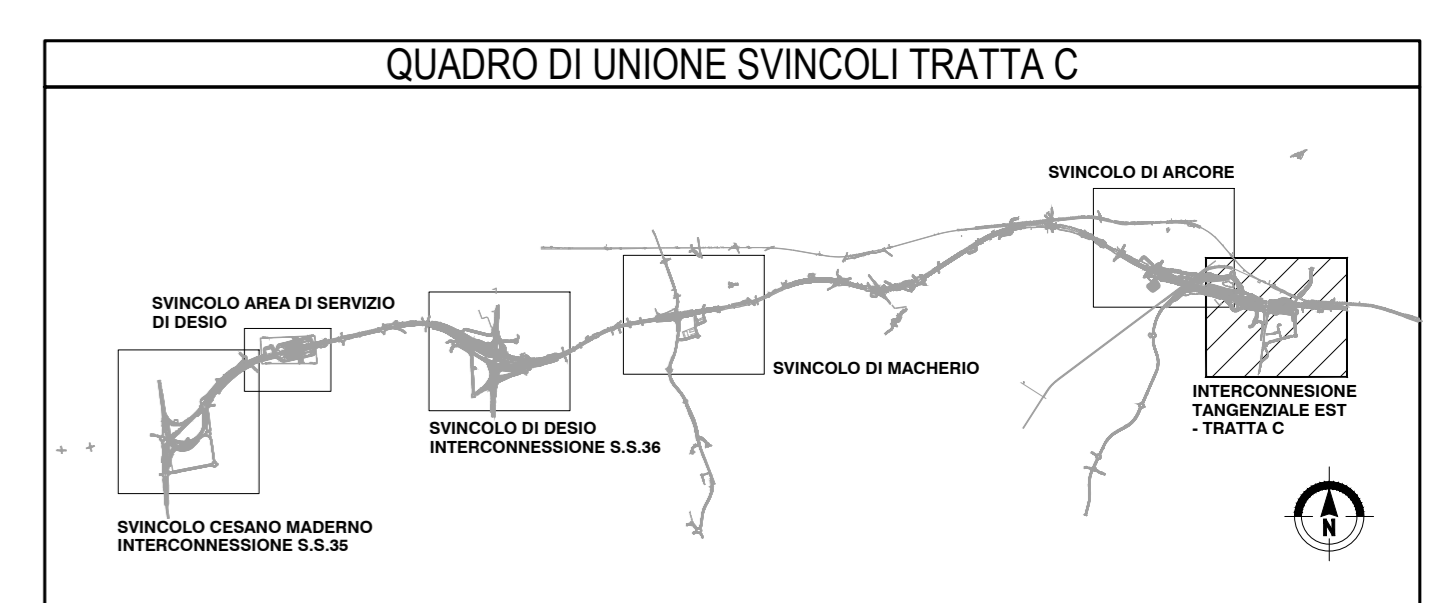 QUADRO DI UNIONE SVINCOLI TRATTA C
SVINCOLO DI ARCORE
SVINCOLO AREA DI SERVIZIO
DI DESIO
SVINCOLO DI MACHERIO
INTERCONNESIONE
TANGENZIALE EST
- TRATTA C
SVINCOLO DI DESIO
INTERCONNESSIONE S.S.36
SVINCOLO CESANO MADERNO
INTERCONNESSIONE S.S.35
N